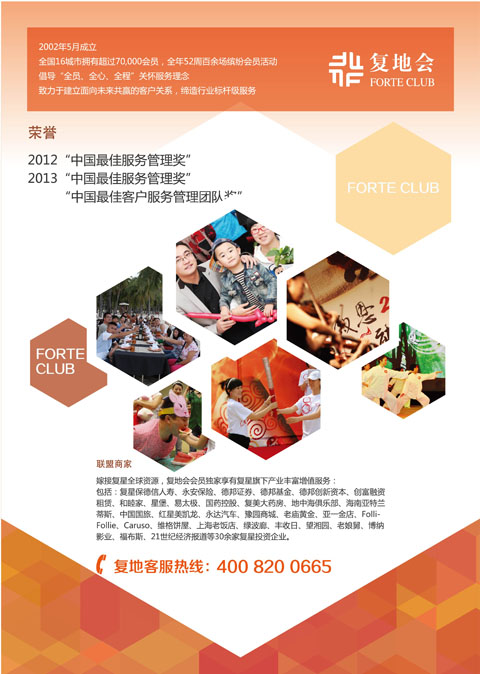 2002年5月成立
全国16城市拥有超过70,000会员，全年52周百余场缤纷会员活动
倡导“全员、全心、全程”关怀服务理念
致力于建立面向未来共赢的客户关系，缔造行业标杆级服务
复地会
FORTE CLUB
荣誉
2012“中国最佳服务管理奖”
2013“中国最佳服务管理奖”
“中国最佳客户服务管理团队奖”
FORTE CLUB
FORTE
CLUB
联盟商家
嫁接复星全球资源，复地会会员独家享有复星旗下产业丰富增值服务：
包括：复星保德信人寿、永安保险、德邦证券、德邦基金、德邦创新资本、创富融资
租赁、和睦家、星堡、易太极、国药控股、复美大药房、地中海俱乐部、海南亚特兰
蒂斯、中国国旅、红星美凯龙、永达汽车、豫园商城、老庙黄金、亚一金店、Folli-
Follie、Caruso、维格饼屋、上海老饭店、绿波廊、丰收日、望湘园、老娘舅、博纳
影业、福布斯、21世纪经济报道等30余家复星投资企业。
复地客服热线：400 820 0665